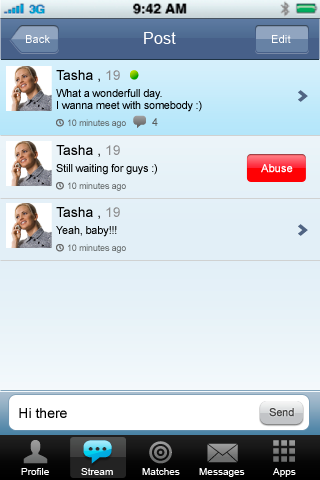 3G 9:42 AM
Back Post Edit
Tasha , 19
What a wonderfull day.
I wanna meet with somebody :)
10 minutes ago 4
Tasha , 19
Still waiting for guys :)
Abuse
10 minutes ago
Tasha , 19
Yeah, baby!!!
10 minutes ago
Hi there Send
Profile Stream Matches Messages Apps